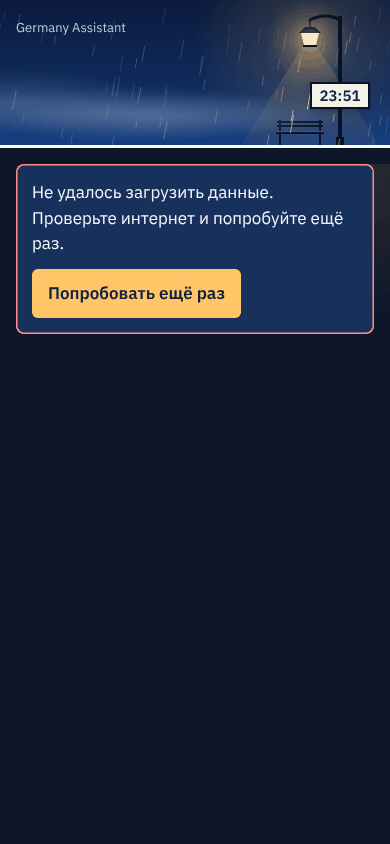 Germany Assistant
23:51
Не удалось загрузить данные.
Проверьте интернет и попробуйте ещё
раз.
Попробовать ещё раз